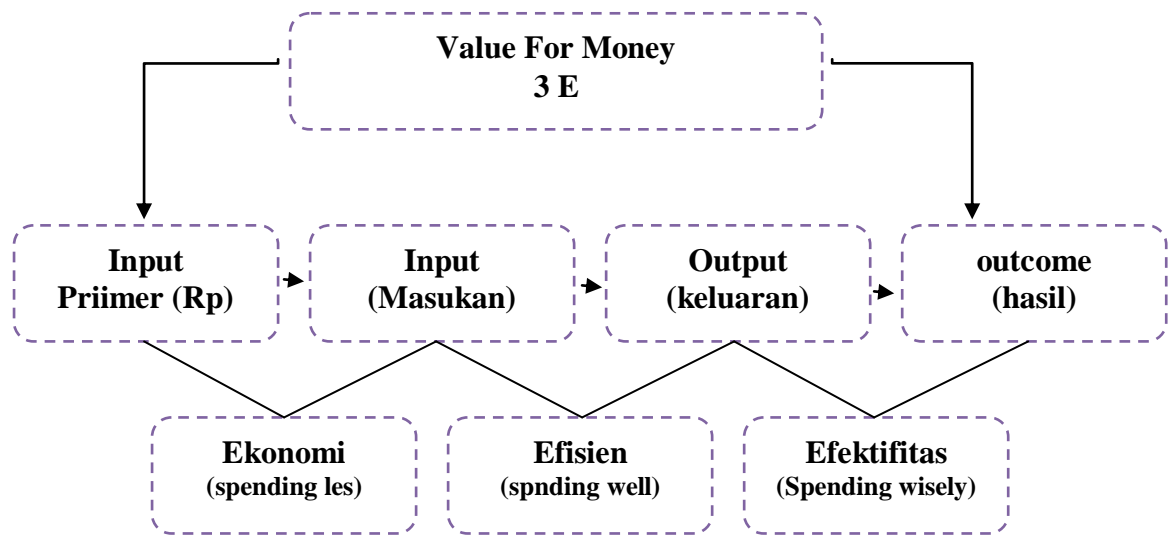 Value For Money
3 E
Input
Priimer (Rp)
Input
(Masukan)
Output
(keluaran)
outcome
(hasil)
Ekonomi
(spending les)
Efisien
(spnding well)
Efektifitas
(Spending wisely)